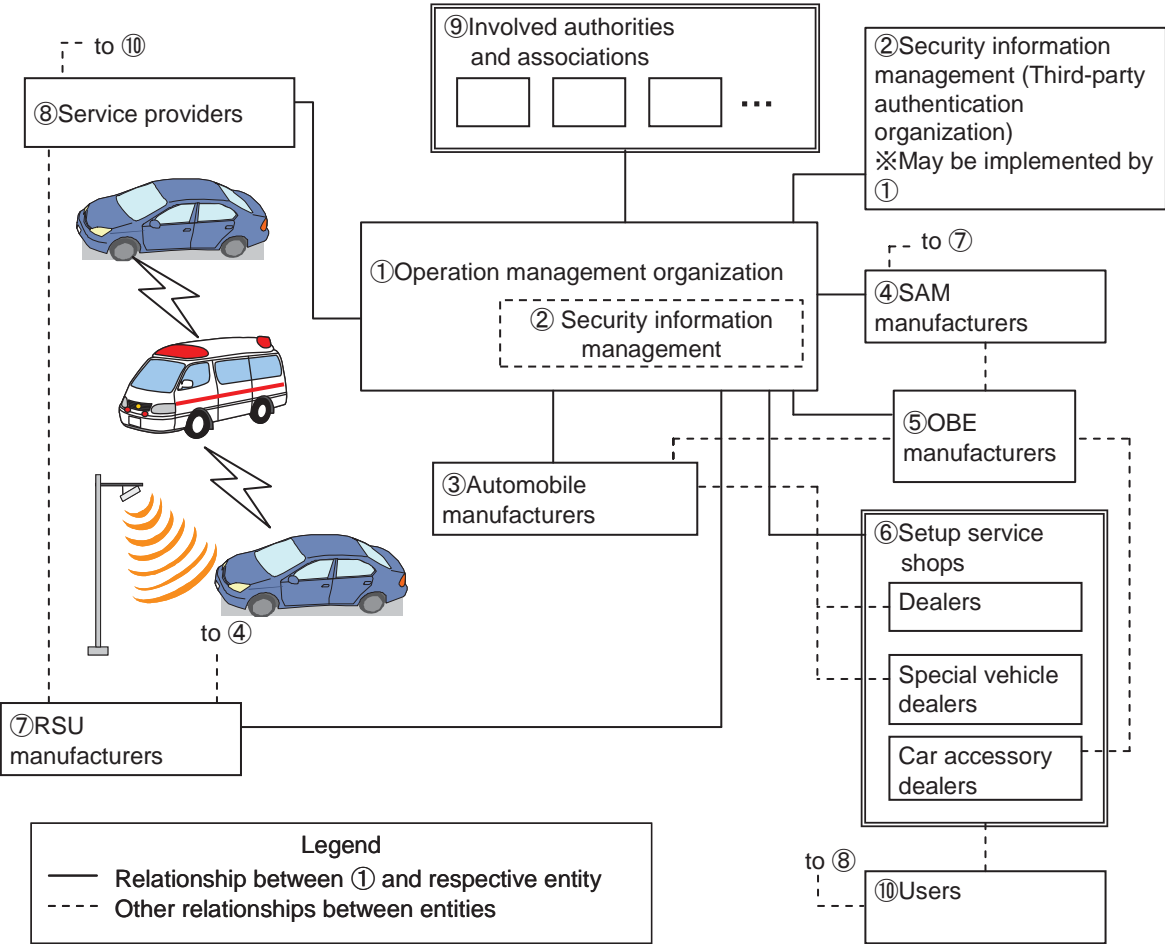 to ⑩
⑧Service providers
⑨Involved authorities
and associations
...
②Security information
management (Third-party
authentication
organization)
※May be implemented by
①
①Operation management organization
② Security information
management
to ⑦
④SAM
manufacturers
⑤OBE
manufacturers
③Automobile
manufacturers
⑥Setup service
shops
Dealers
Special vehicle
dealers
Car accessory
dealers
to ④
⑦RSU
manufacturers
Legend
Relationship between ① and respective entity
Other relationships between entities
to ⑧
⑩Users